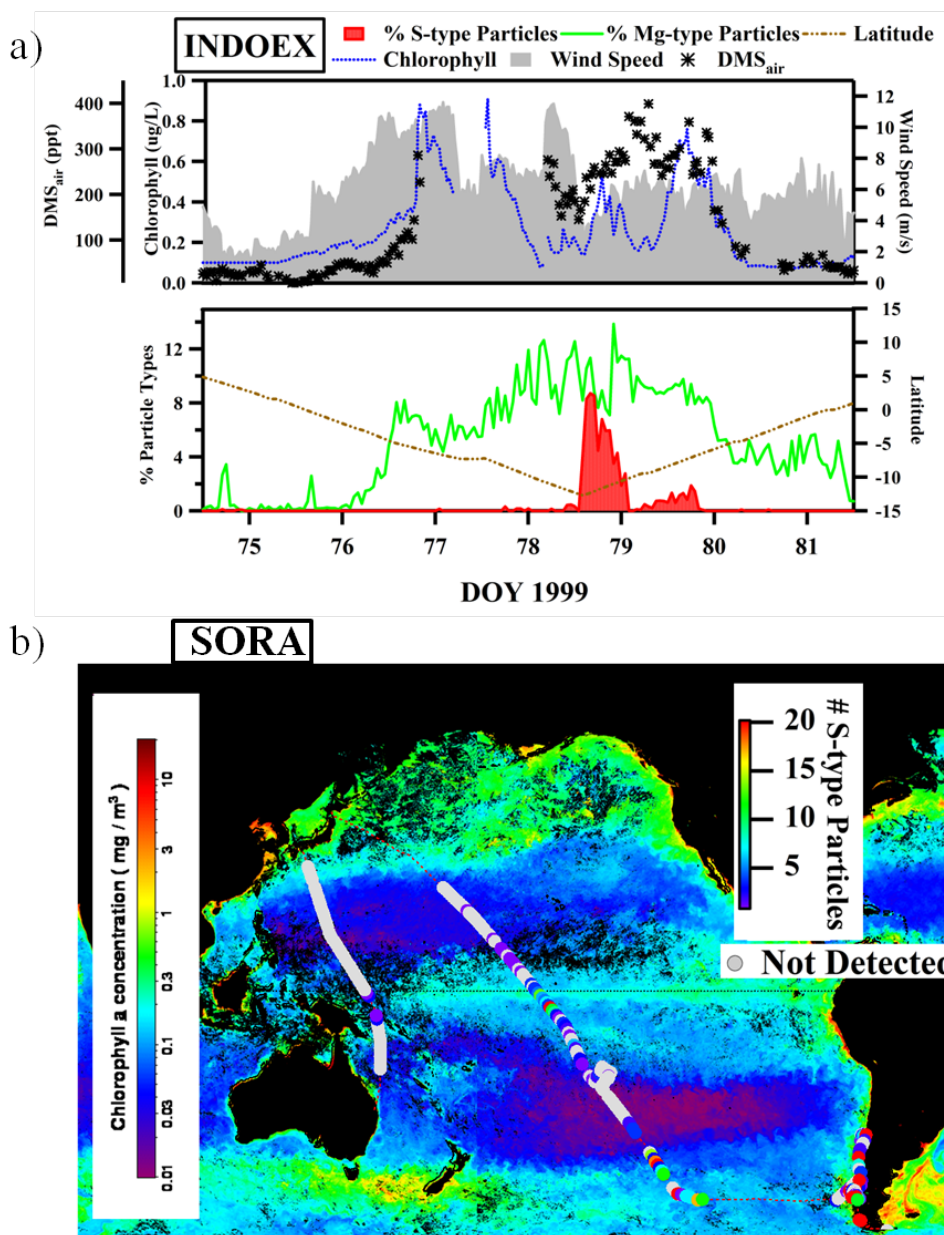 a)
INDOEX
% S-type Particles
% Mg-type Particles
Latitude
Chlorophyll
Wind Speed
DMSair
DMSair (ppt)
400
300
200
100
Chlorophyll (ug/L)
1.0
0.8
0.6
0.4
0.2
0.0
12
10
8
6
4
2
0
Wind Speed (m/s)
% Particle Types
12
8
4
0
15
10
5
0
-5
-10
-15
Latitude
75 76 77 78 79 80 81
DOY 1999
b)
SORA
Chlorophyll a concentration ( mg / m³ )
10
3
1
0.3
0.1
0.03
0.01
20
15
10
5
# S-type Particles
Not Detected